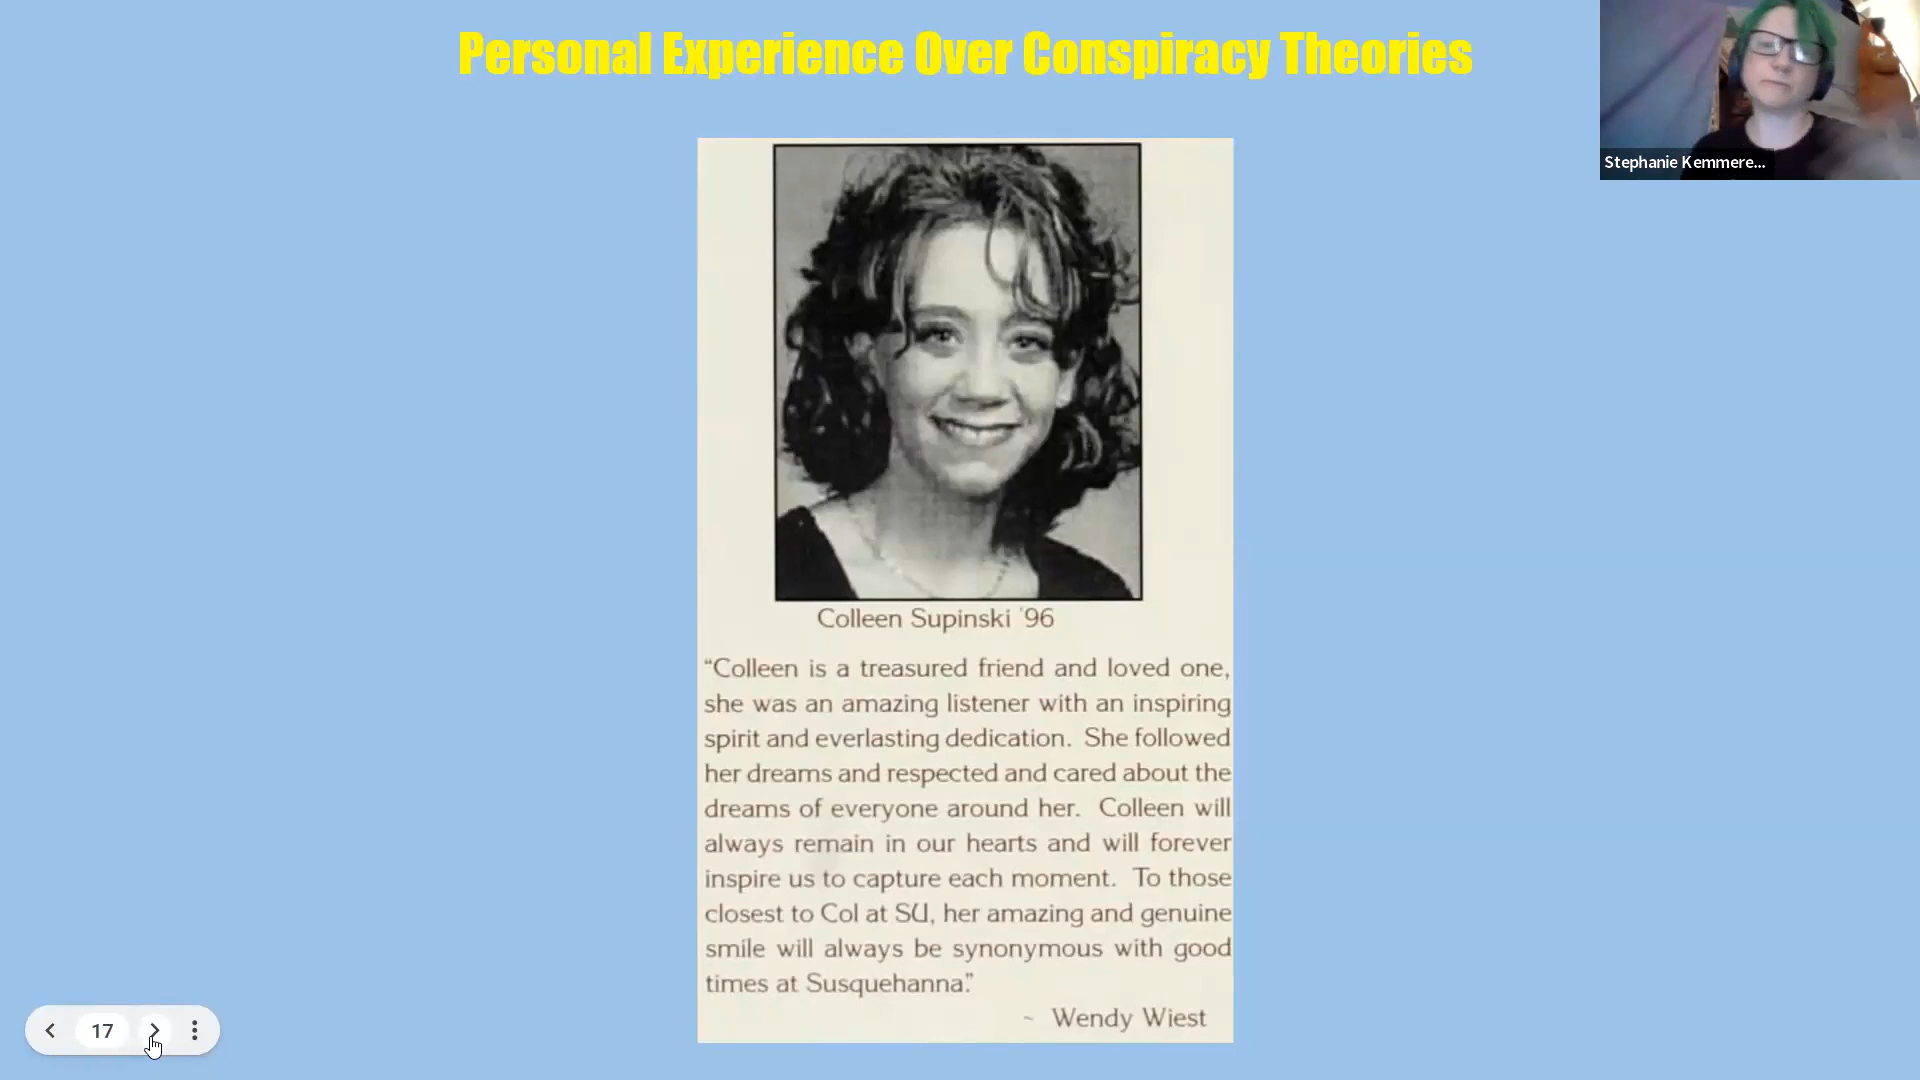 Personal Experience Over Conspiracy Theories
Stephanie Kemmere...
Colleen Supinski '96
“Colleen is a treasured friend and loved one,
she was an amazing listener with an inspiring
spirit and everlasting dedication. She followed
her dreams and respected and cared about the
dreams of everyone around her. Colleen will
always remain in our hearts and will forever
inspire us to capture each moment. To those
closest to Col at SU, her amazing and genuine
smile will always be synonymous with good
times at Susquehanna.”
~ Wendy Wiest
17